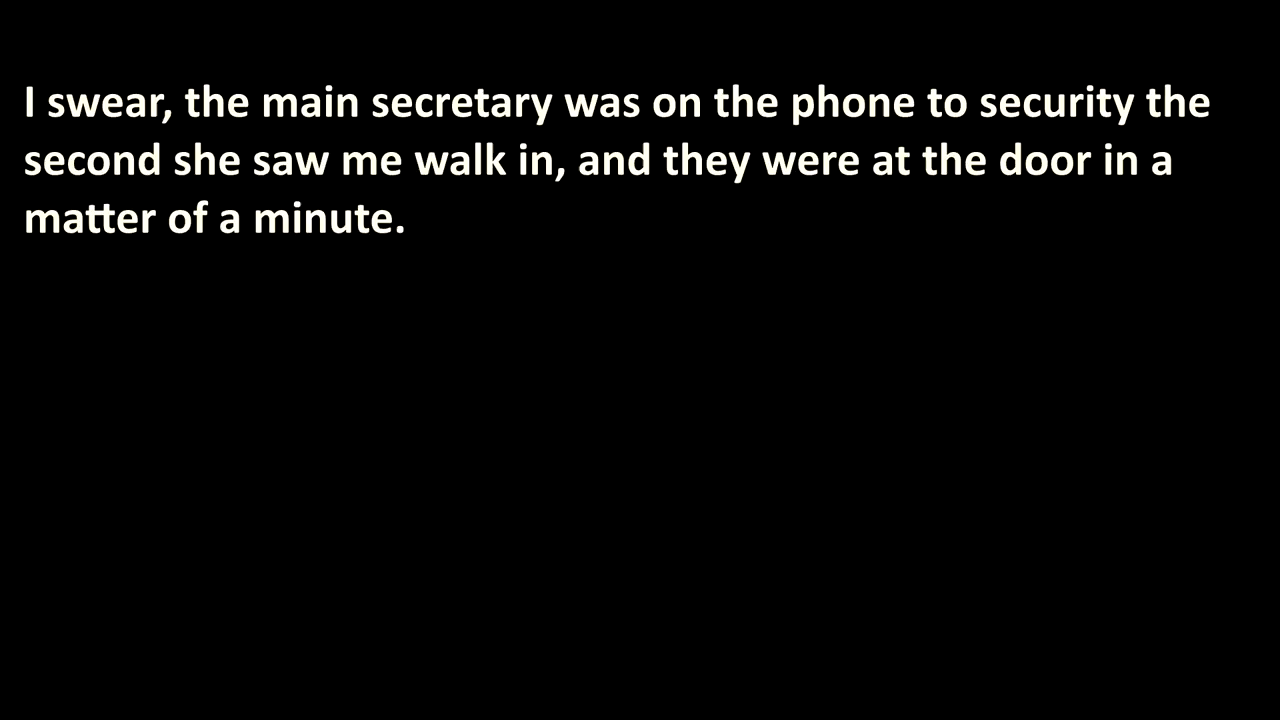 I swear, the main secretary was on the phone to security the
second she saw me walk in, and they were at the door in a
matter of a minute.